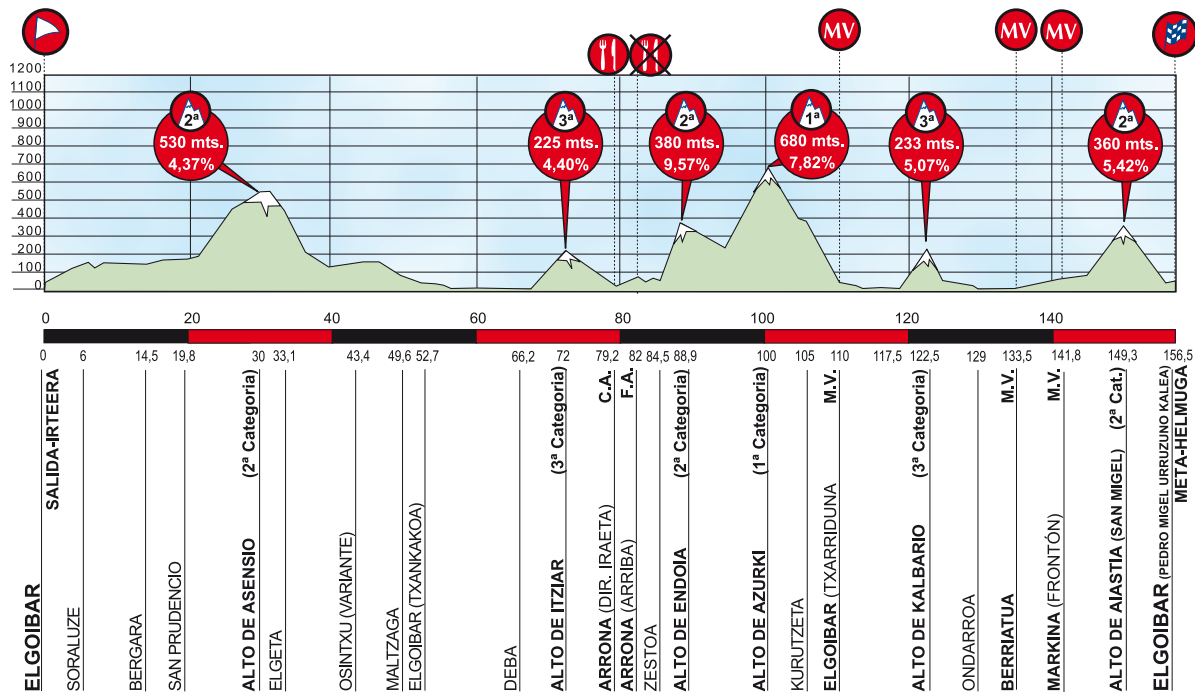 MV
MV
MV
1200
1100
1000
900
800
700
600
500
400
300
200
100
0
2ª
530 mts.
4,37%
3ª
225 mts.
4,40%
2ª
380 mts.
9,57%
1ª
680 mts.
7,82%
3ª
233 mts.
5,07%
2ª
360 mts.
5,42%
0 20 40 60 80 100 120 140
0 6 14,5 19,8 30 33,1 43,4 49,6 52,7 66,2 72 79,2 82 84,5 88,9 100 105 110 117,5 122,5 129 133,5 141,8 149,3 156,5
ELGOIBAR SALIDA-IRTEERA
SORALUZE
BERGARA
SAN PRUDENCIO
ALTO DE ASENSIO (2ª Categoria)
ELGETA
OSINTXU (VARIANTE)
MALTZAGA
ELGOIBAR (TXANKAKOA)
DEBA
ALTO DE ITZIAR (3ª Categoria)
ARRONA (DIR. IRAETA) C.A.
ARRONA (ARRIBA) F.A.
ZESTOA
ALTO DE ENDOIA (2ª Categoria)
ALTO DE AZURKI (1ª Categoria)
KURUTZETA
ELGOIBAR (TXARRIDUNA) M.V.
ALTO DE KALBARIO (3ª Categoria)
ONDARROA
BERRIATUA M.V.
MARKINA (FRONTÓN) M.V.
ALTO DE AIASTIA (SAN MIGEL) (2ª Cat.)
ELGOIBAR (PEDRO MIGEL URRUZUNO KALEA)
META-HELMUGA